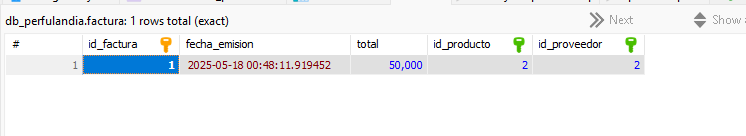 db_perfulandia.factura: 1 rows total (exact)
Next
Show
# id_factura fecha_emision total id_producto id_proveedor
1 1 2025-05-18 00:48:11.919452 50,000 2 2